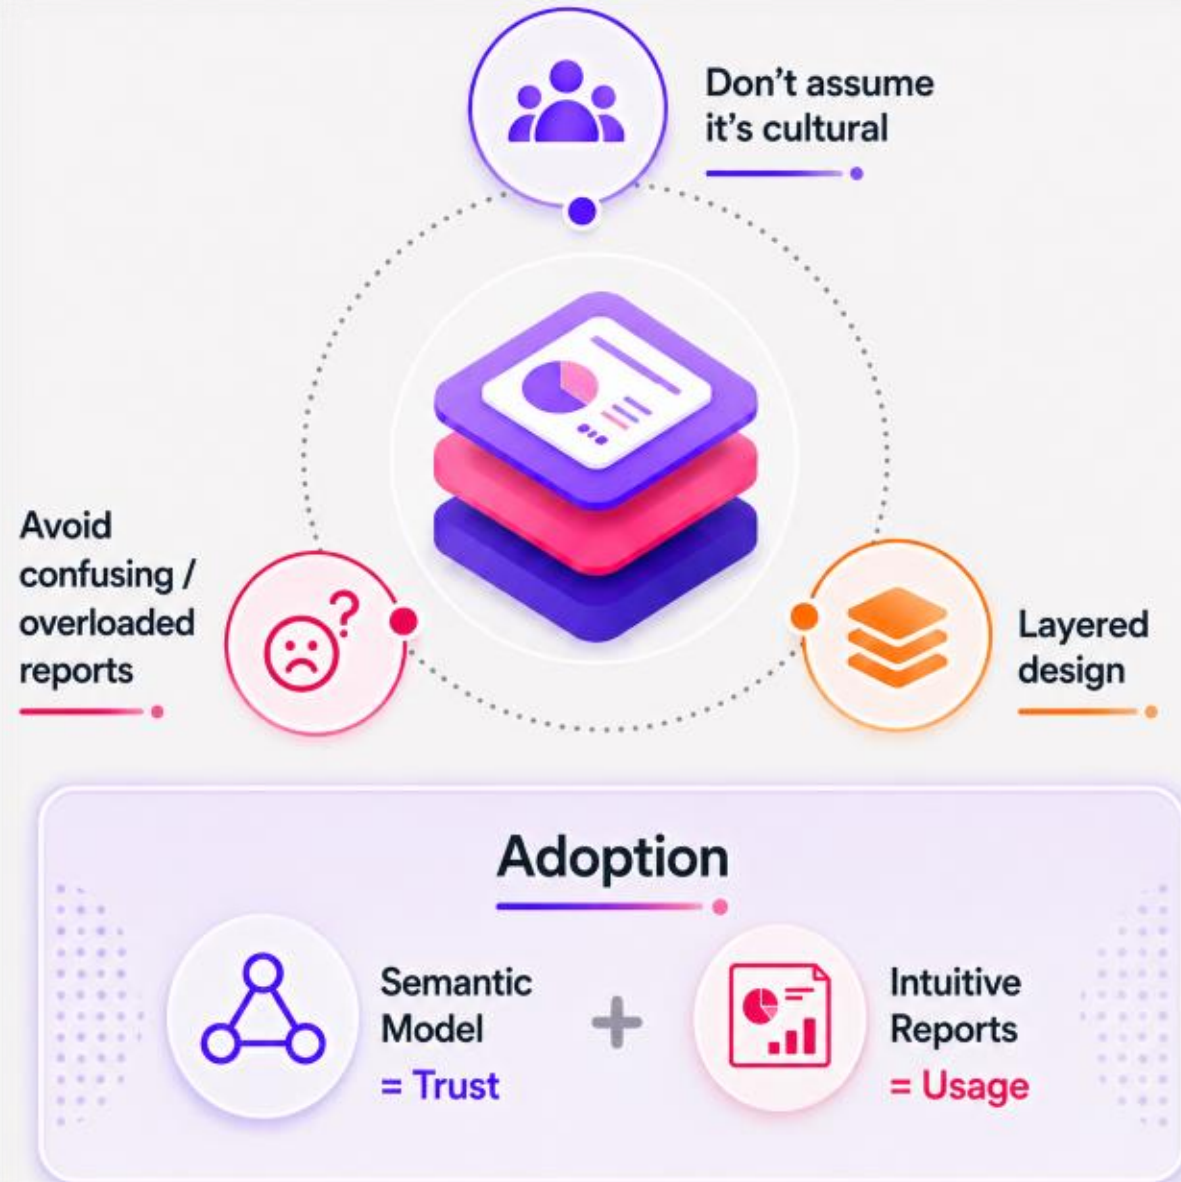 Don’t assume
it’s cultural
Avoid
confusing /
overloaded
reports
?
Layered
design
Adoption
Semantic
Model
= Trust
+
Intuitive
Reports
= Usage